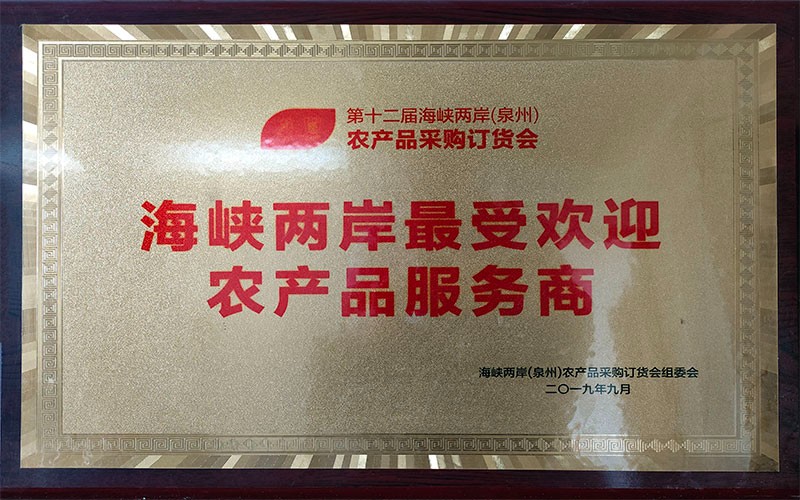 第十二届海峡两岸(泉州)
农产品采购订货会
海峡两岸最受欢迎
农产品服务商
海峡两岸(泉州)农产品采购订货会组委会
二〇一九年九月